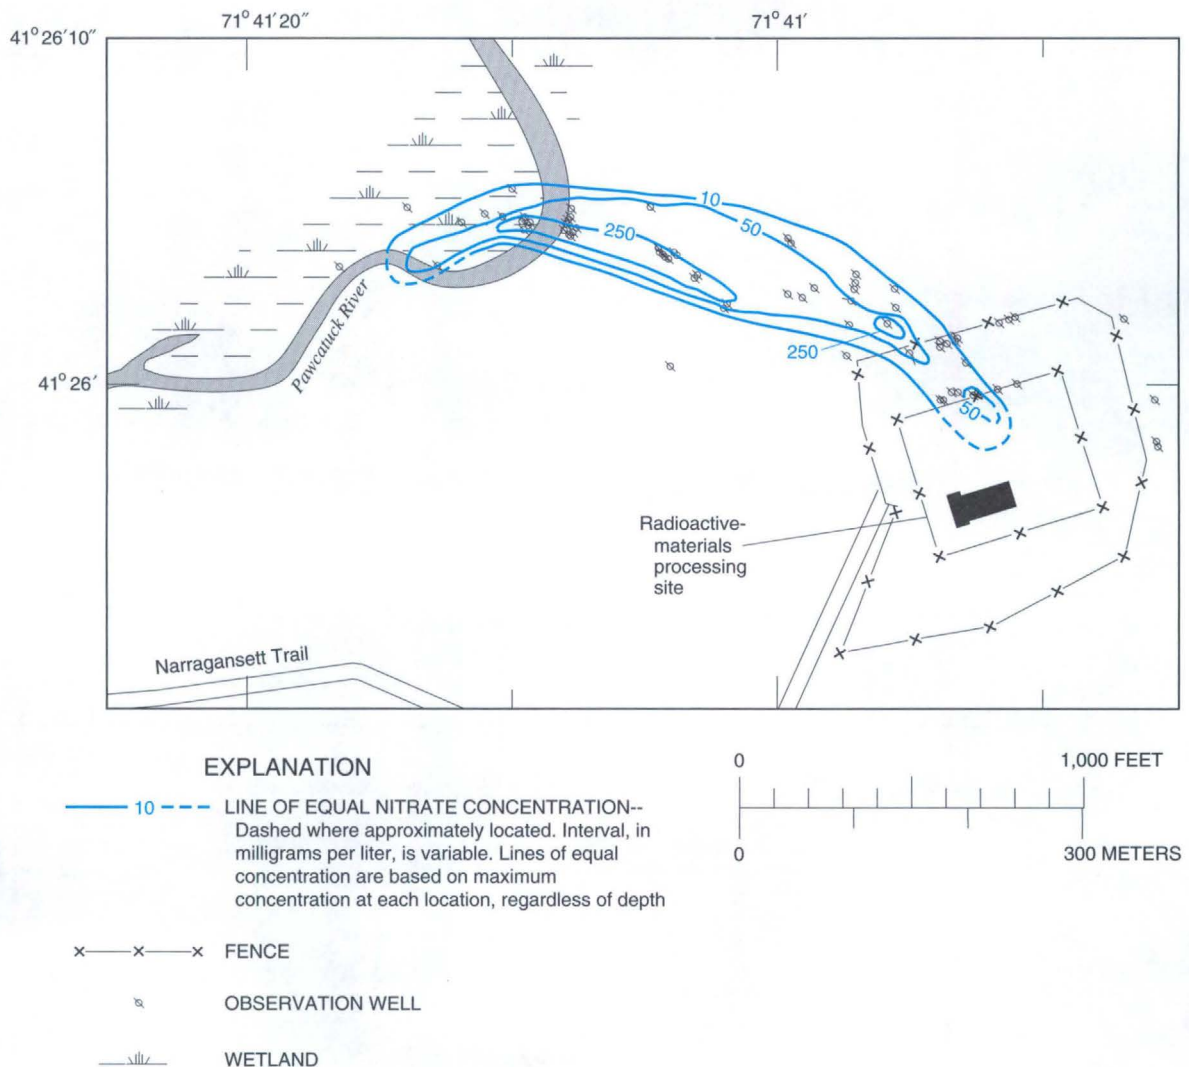 71° 41′ 20″
71° 41′
41° 26′ 10″
10
50
250
Pawcatuck River
250
41° 26′
50
Radioactive-
materials
processing
site
Narragansett Trail
EXPLANATION
10 LINE OF EQUAL NITRATE CONCENTRATION--
Dashed where approximately located. Interval, in
milligrams per liter, is variable. Lines of equal
concentration are based on maximum
concentration at each location, regardless of depth
FENCE
OBSERVATION WELL
WETLAND
0 1,000 FEET
0 300 METERS